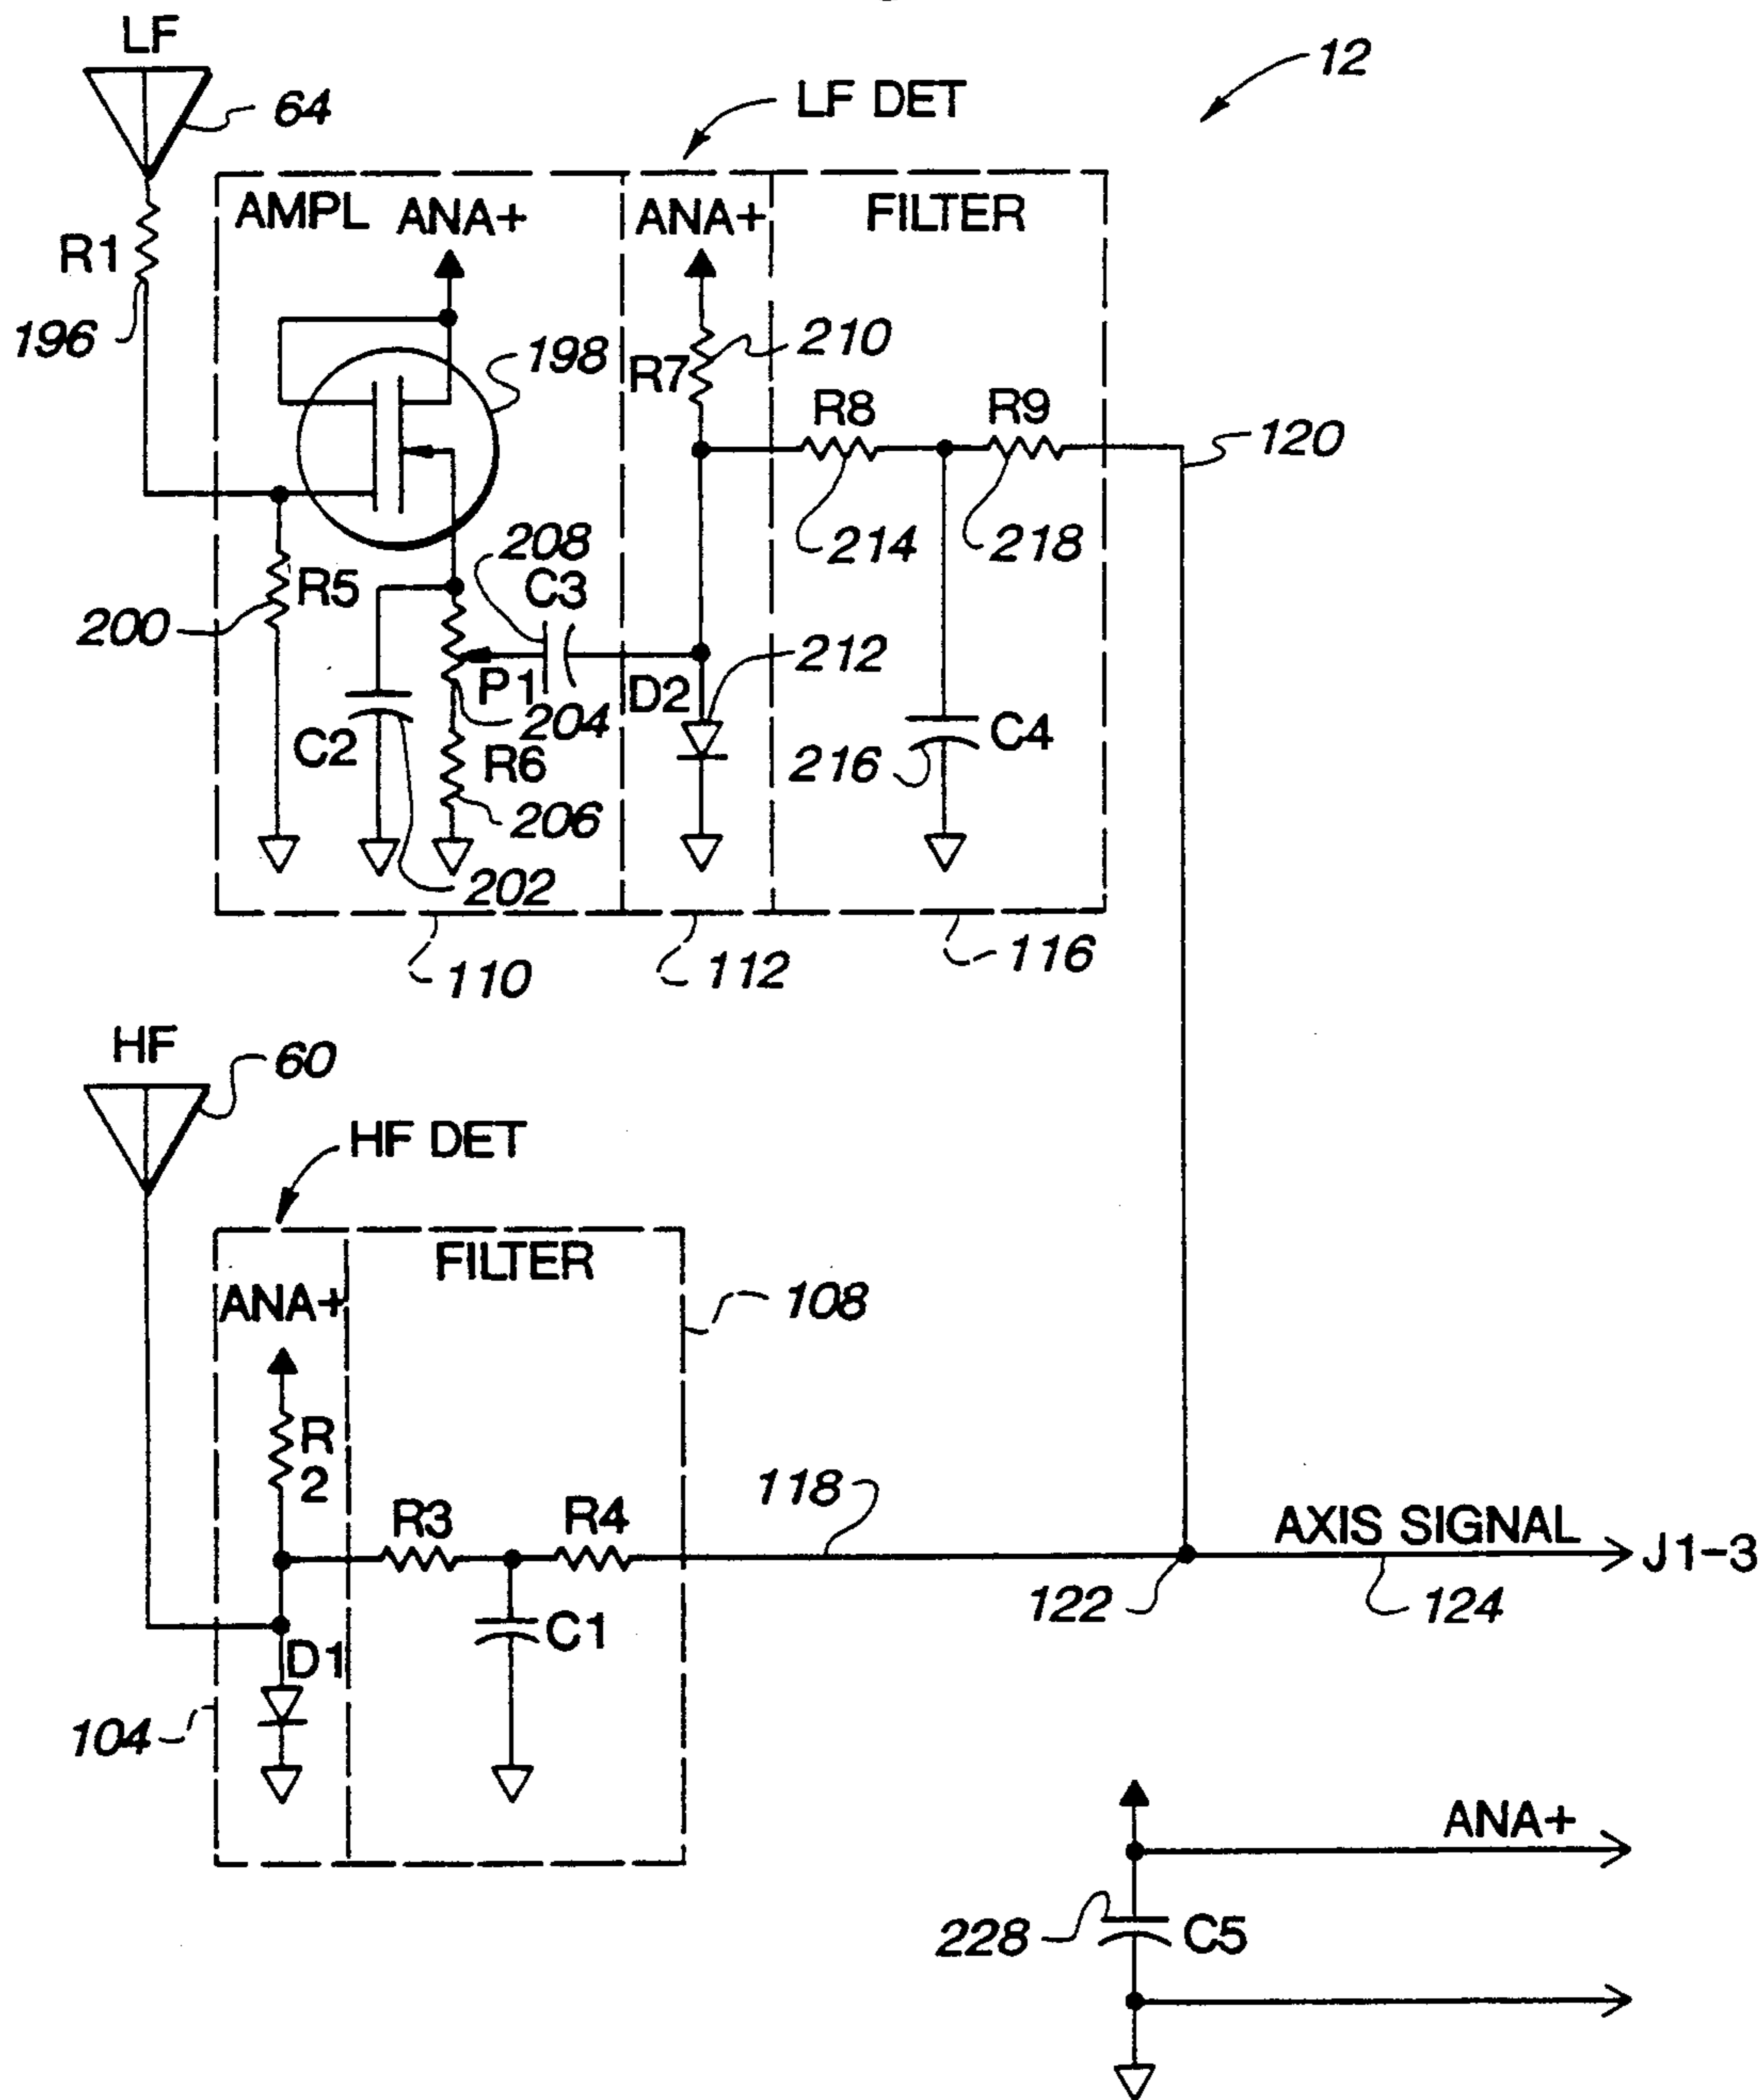 LF
12
64
LF DET
AMPL ANA+ ANA+ FILTER
R1
196
198
R7 210
R8 R9
120
214 218
R5
200
208
C3
P1
204
D2 212
C2
R6
206
202
216 C4
110 112 116
HF
60
HF DET
FILTER
ANA+
108
R
2
R3 R4
118
AXIS SIGNAL
J1-3
122
124
C1
D1
104
ANA+
228 C5